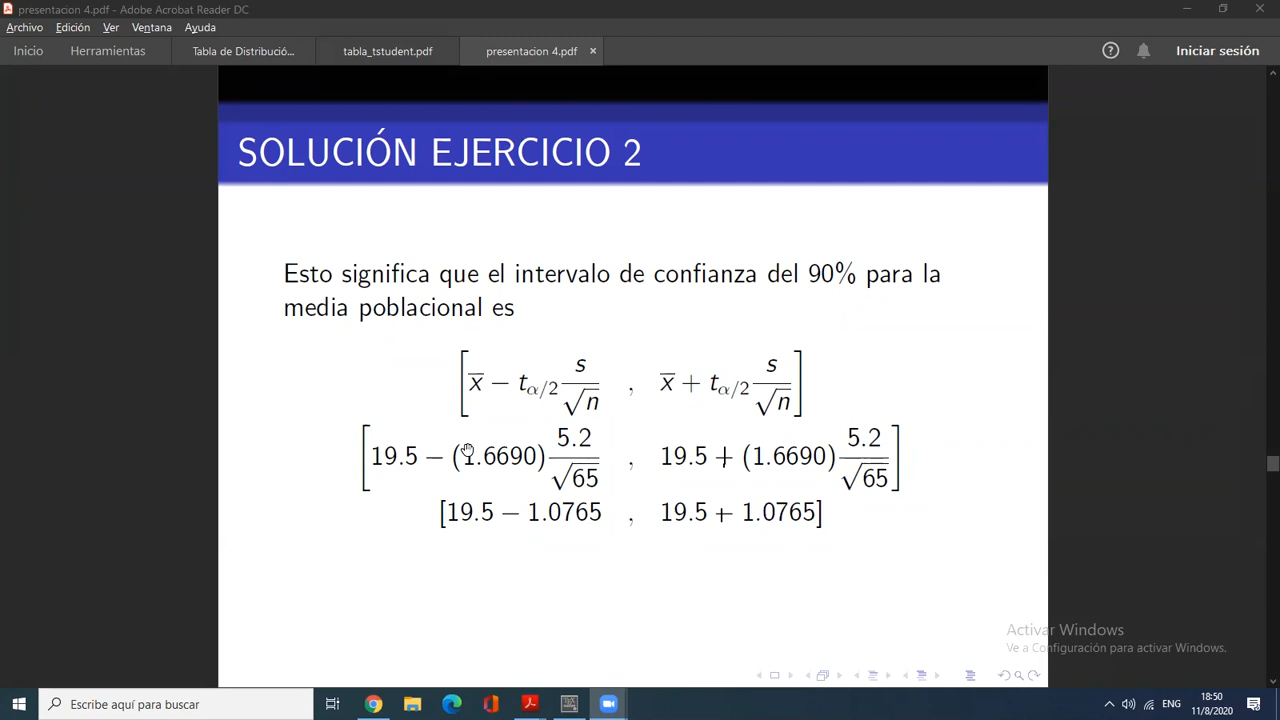 presentacion 4.pdf - Adobe Acrobat Reader DC
Archivo Edición Ver Ventana Ayuda
Inicio Herramientas Tabla de Distribució... tabla_tstudent.pdf presentacion 4.pdf × Iniciar sesión
SOLUCIÓN EJERCICIO 2
Esto significa que el intervalo de confianza del 90% para la
media poblacional es
[x̅ − t_{α/2} s/√n , x̅ + t_{α/2} s/√n]
[19.5 − (1.6690) 5.2/√65 , 19.5 + (1.6690) 5.2/√65]
[19.5 − 1.0765 , 19.5 + 1.0765]
Activar Windows
Ve a Configuración para activar Windows.
Escribe aquí para buscar
ENG
18:50
11/8/2020